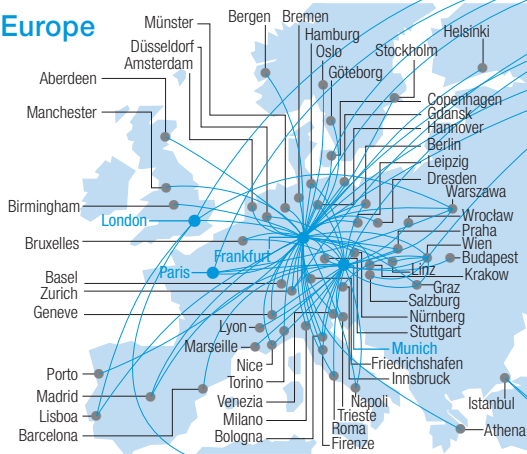 Europe
Münster
Bergen
Bremen
Hamburg
Oslo
Helsinki
Düsseldorf
Amsterdam
Stockholm
Göteborg
Aberdeen
Manchester
Copenhagen
Gdansk
Hannover
Berlin
Leipzig
Dresden
Warszawa
Birmingham
London
Wrocław
Praha
Bruxelles
Frankfurt
Wien
Budapest
Paris
Linz
Krakow
Basel
Zurich
Graz
Salzburg
Geneve
Nürnberg
Lyon
Stuttgart
Marseille
Munich
Nice
Friedrichshafen
Porto
Torino
Innsbruck
Madrid
Venezia
Napoli
Istanbul
Lisboa
Milano
Trieste
Roma
Athena
Barcelona
Bologna
Firenze